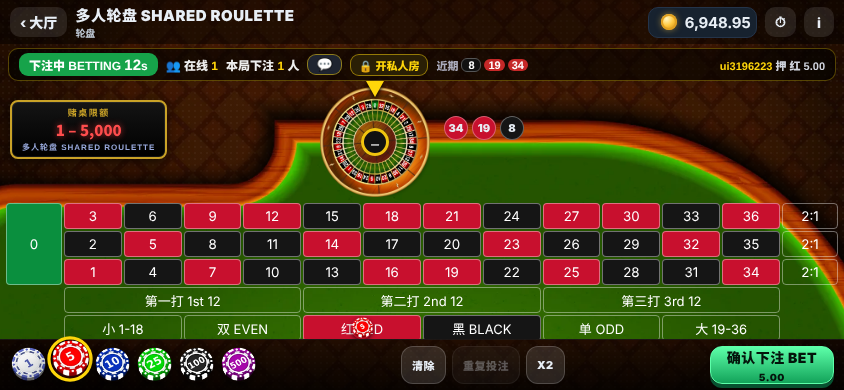 ‹ 大厅
多人轮盘 SHARED ROULETTE
轮盘
6,948.95
i
下注中 BETTING 12s
在线 1
本局下注 1 人
开私人房
近期 8 19 34
ui3196223 押 红 5.00
赌桌限额
1 – 5,000
多人轮盘 SHARED ROULETTE
34 19 8
3 6 9 12 15 18 21 24 27 30 33 36 2:1
0
2 5 8 11 14 17 20 23 26 29 32 35 2:1
1 4 7 10 13 16 19 22 25 28 31 34 2:1
第一打 1st 12
第二打 2nd 12
第三打 3rd 12
小 1-18
双 EVEN
红 D
5
黑 BLACK
单 ODD
大 19-36
1 5 10 25 100 500
清除
重复投注
X2
确认下注 BET
5.00